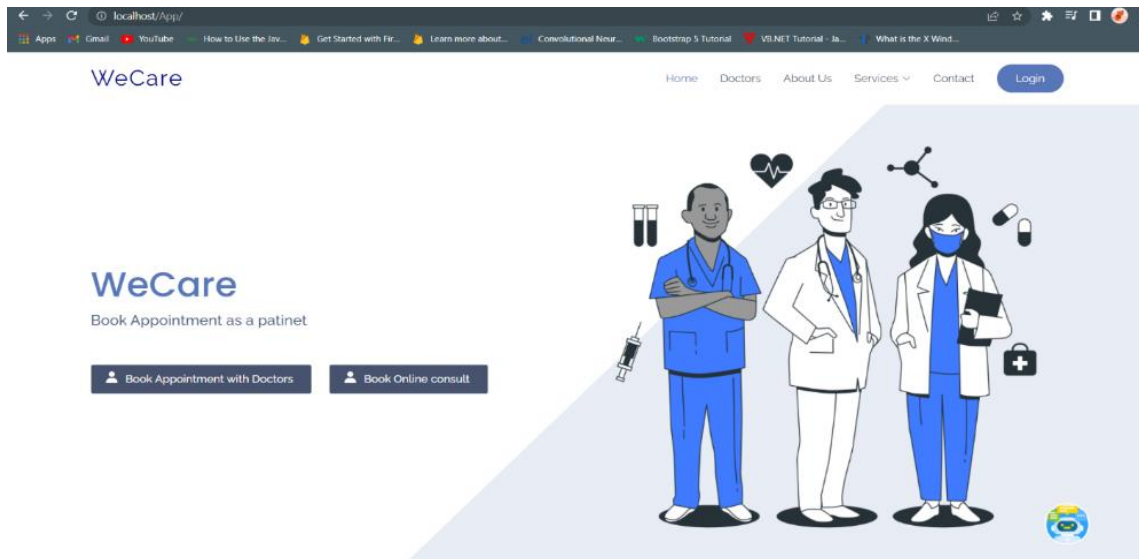 localhost/App/
Apps Gmail YouTube How to Use the Jav... Get Started with Fir... Learn more about... Convolutional Neur... Bootstrap 5 Tutorial VB.NET Tutorial - Ja... What is the X Wind...
WeCare Home Doctors About Us Services Contact Login
WeCare
Book Appointment as a patinet
Book Appointment with Doctors Book Online consult